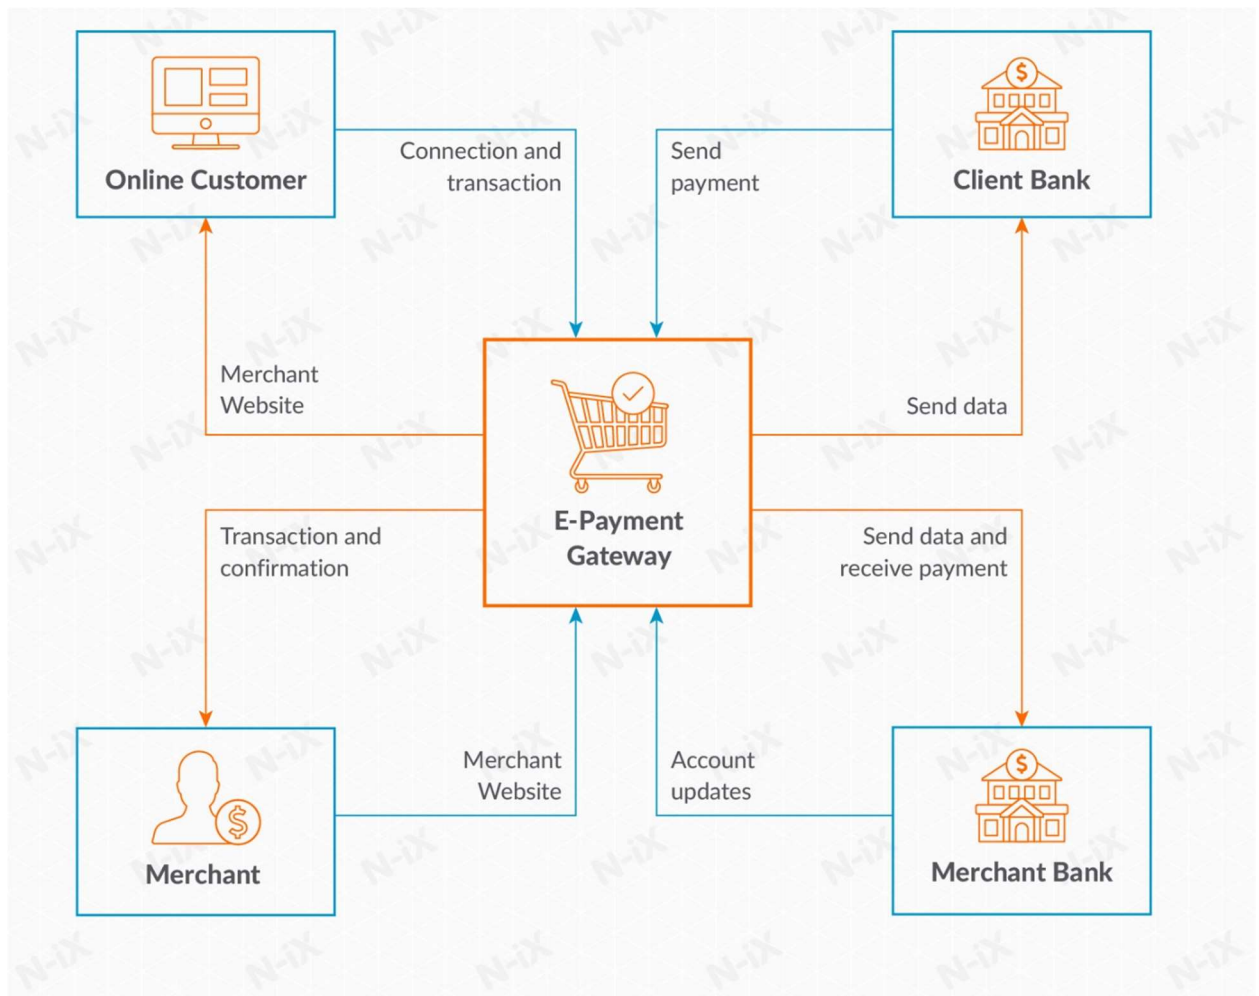 Online Customer
Connection and
transaction
Send
payment
Client Bank
Merchant
Website
Send data
E-Payment
Gateway
Transaction and
confirmation
Send data and
receive payment
Merchant
Website
Account
updates
Merchant
Merchant Bank
N-iX